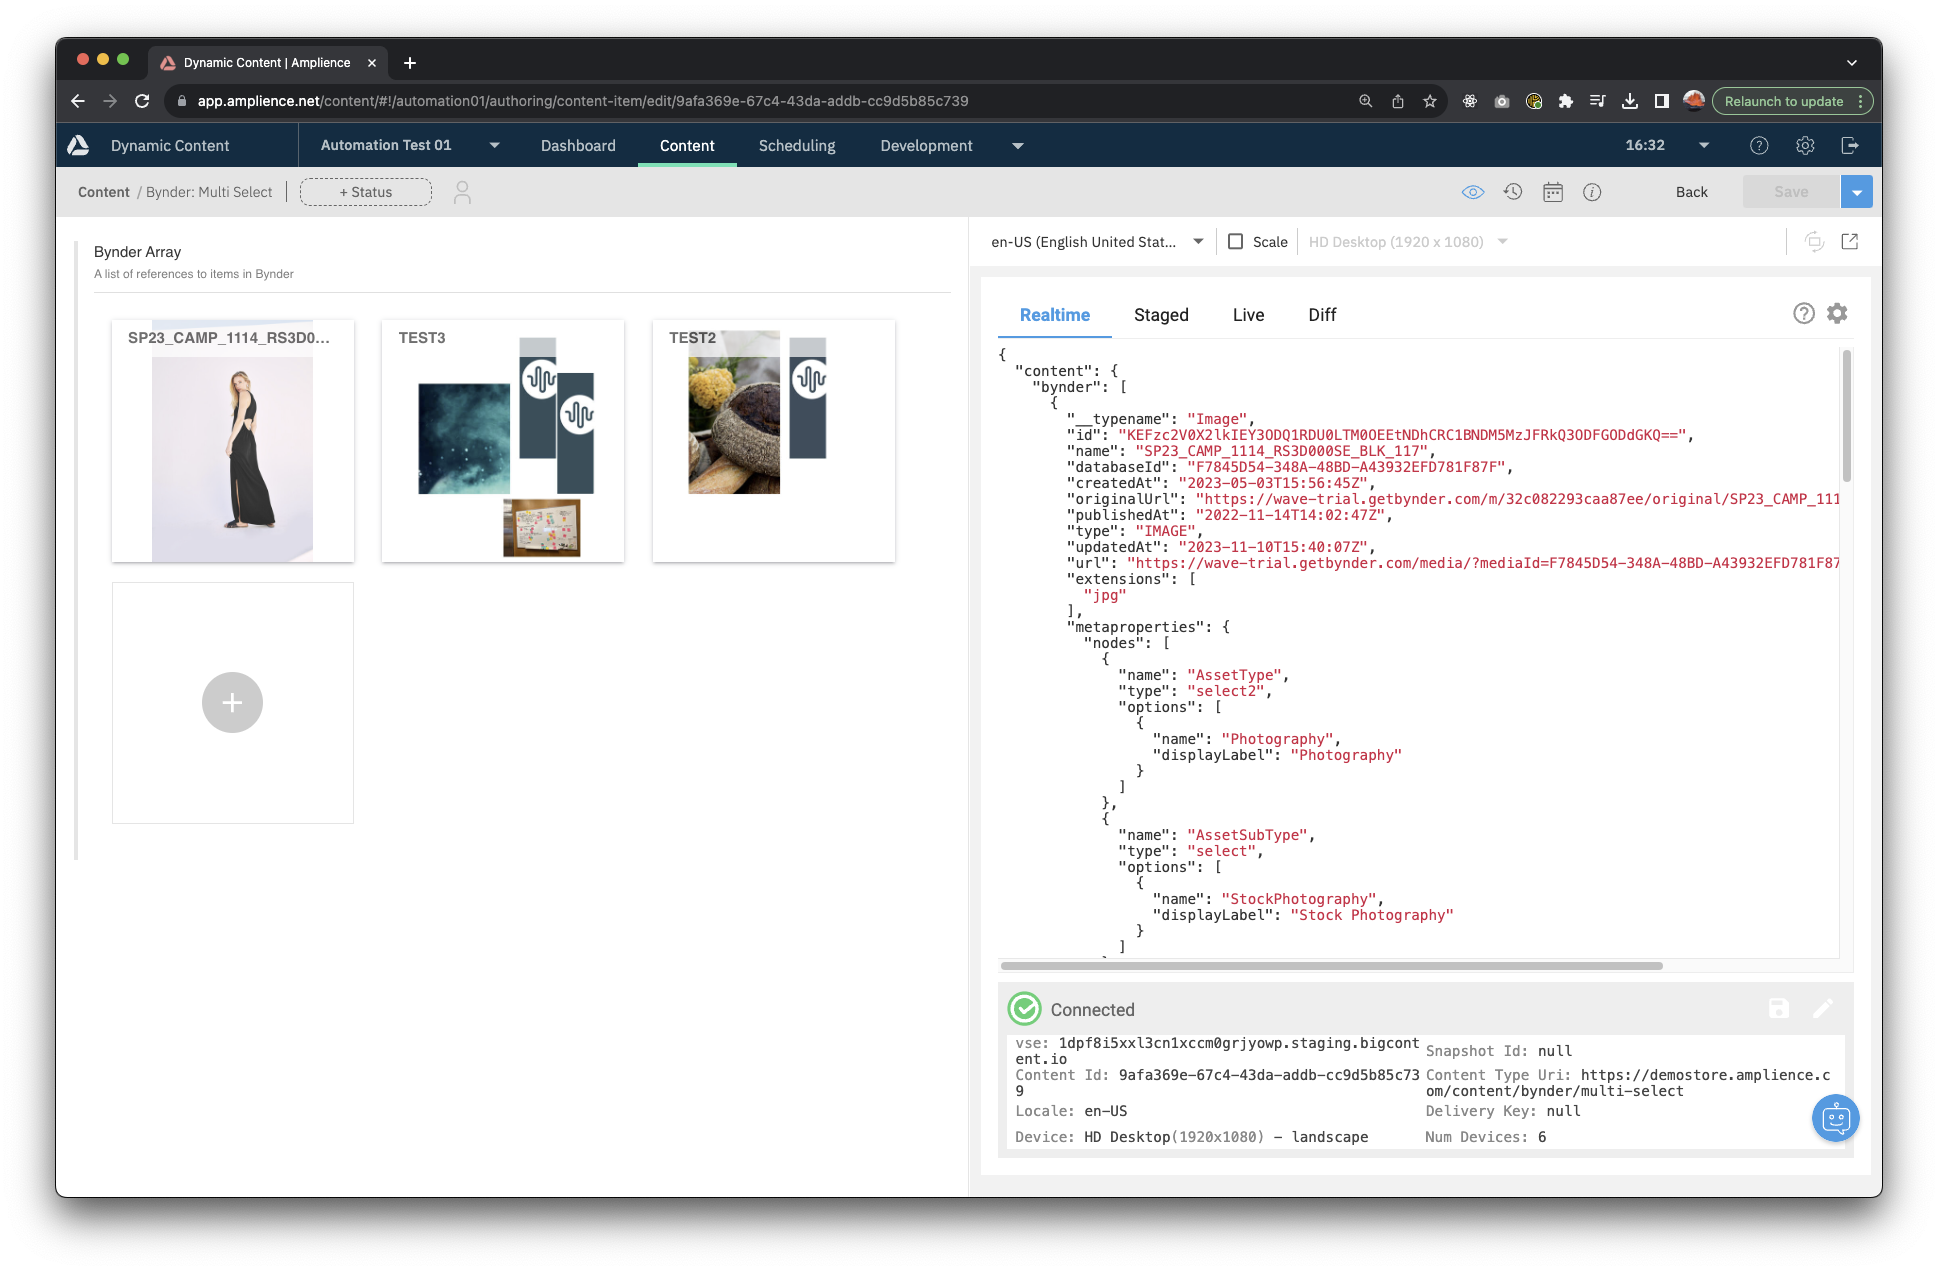 Dynamic Content | Amplience
app.amplience.net/content/#!/automation01/authoring/content-item/edit/9afa369e-67c4-43da-addb-cc9d5b85c739
Relaunch to update
Dynamic Content
Automation Test 01
Dashboard
Content
Scheduling
Development
16:32
Content / Bynder: Multi Select
+ Status
Back
Save
Bynder Array
A list of references to items in Bynder
SP23_CAMP_1114_RS3D0...
TEST3
TEST2
en-US (English United Stat...
Scale
HD Desktop (1920 x 1080)
Realtime
Staged
Live
Diff
{
"content": {
"bynder": [
{
"__typename": "Image",
"id": "KEFzc2V0X2lkIEY3ODQ1RDU0LTM0OEEtNDhCRC1BNDM5MzJFRkQ3ODFGODdGKQ==",
"name": "SP23_CAMP_1114_RS3D000SE_BLK_117",
"databaseId": "F7845D54-348A-48BD-A43932EFD781F87F",
"createdAt": "2023-05-03T15:56:45Z",
"originalUrl": "https://wave-trial.getbynder.com/m/32c082293caa87ee/original/SP23_CAMP_111
"publishedAt": "2022-11-14T14:02:47Z",
"type": "IMAGE",
"updatedAt": "2023-11-10T15:40:07Z",
"url": "https://wave-trial.getbynder.com/media/?mediaId=F7845D54-348A-48BD-A43932EFD781F87
"extensions": [
"jpg"
],
"metaproperties": {
"nodes": [
{
"name": "AssetType",
"type": "select2",
"options": [
{
"name": "Photography",
"displayLabel": "Photography"
}
]
},
{
"name": "AssetSubType",
"type": "select",
"options": [
{
"name": "StockPhotography",
"displayLabel": "Stock Photography"
}
]
Connected
vse: 1dpf8i5xxl3cn1xccm0grjyowp.staging.bigcont
ent.io
Snapshot Id: null
Content Id: 9afa369e-67c4-43da-addb-cc9d5b85c73
9
Content Type Uri: https://demostore.amplience.c
om/content/bynder/multi-select
Locale: en-US
Delivery Key: null
Device: HD Desktop(1920x1080) – landscape
Num Devices: 6